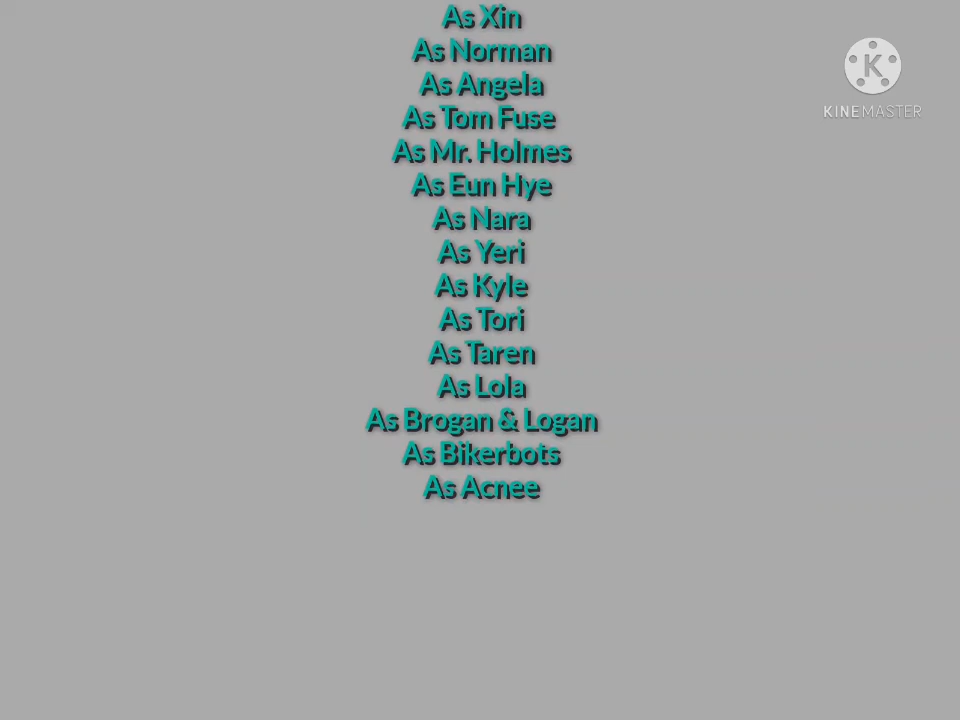 As Xin
As Norman
As Angela
As Tom Fuse
As Mr. Holmes
As Eun Hye
As Nara
As Yeri
As Kyle
As Tori
As Taren
As Lola
As Brogan & Logan
As Bikerbots
As Acnee
K
KINEMASTER